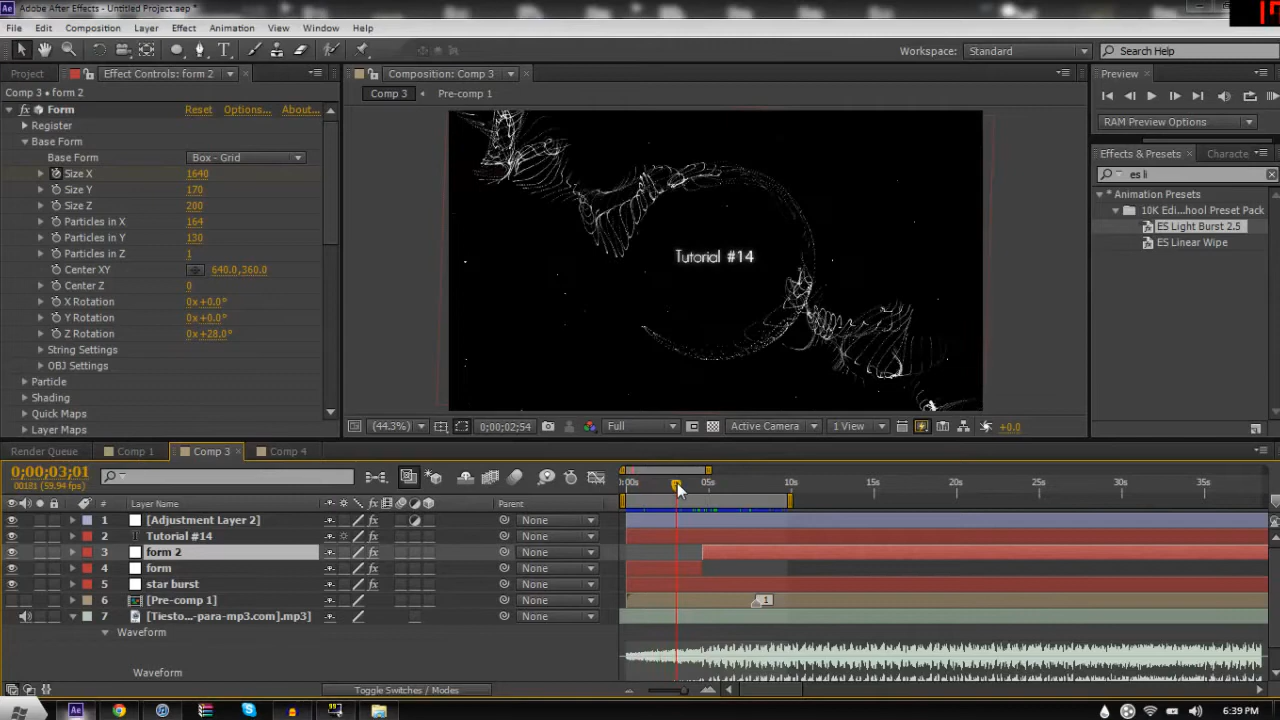 Adobe After Effects - Untitled Project.aep *
File Edit Composition Layer Effect Animation View Window Help
Workspace: Standard Search Help
Project Effect Controls: form 2 Composition: Comp 3 Preview
Comp 3 • form 2 Comp 3 Pre-comp 1
Form Reset Options... About...
RAM Preview Options
Register
Base Form
Base Form Box - Grid
Effects & Presets Characte
Size X 1640
es li
Size Y 170
* Animation Presets
Size Z 200
10K Edi...hool Preset Pack
Particles in X 164
ES Light Burst 2.5
Particles in Y 130
ES Linear Wipe
Particles in Z 1
Tutorial #14
Center XY 640.0,360.0
Center Z 0
X Rotation 0x+0.0°
Y Rotation 0x+0.0°
Z Rotation 0x+28.0°
String Settings
OBJ Settings
Particle
Shading
Quick Maps
Layer Maps
(44.3%) 0;00;02;54 Full Active Camera 1 View +0.0
Render Queue Comp 1 Comp 3 Comp 4
0;00;03;01
00181 (59.94 fps)
:00s 05s 10s 15s 20s 25s 30s 35s
# Layer Name Parent
1 [Adjustment Layer 2] None
2 T Tutorial #14 None
3 form 2 None
4 form None
5 star burst None
6 [Pre-comp 1] None 1
7 [Tiesto...-para-mp3.com].mp3] None
Waveform
Waveform
Toggle Switches / Modes
Ae 6:39 PM